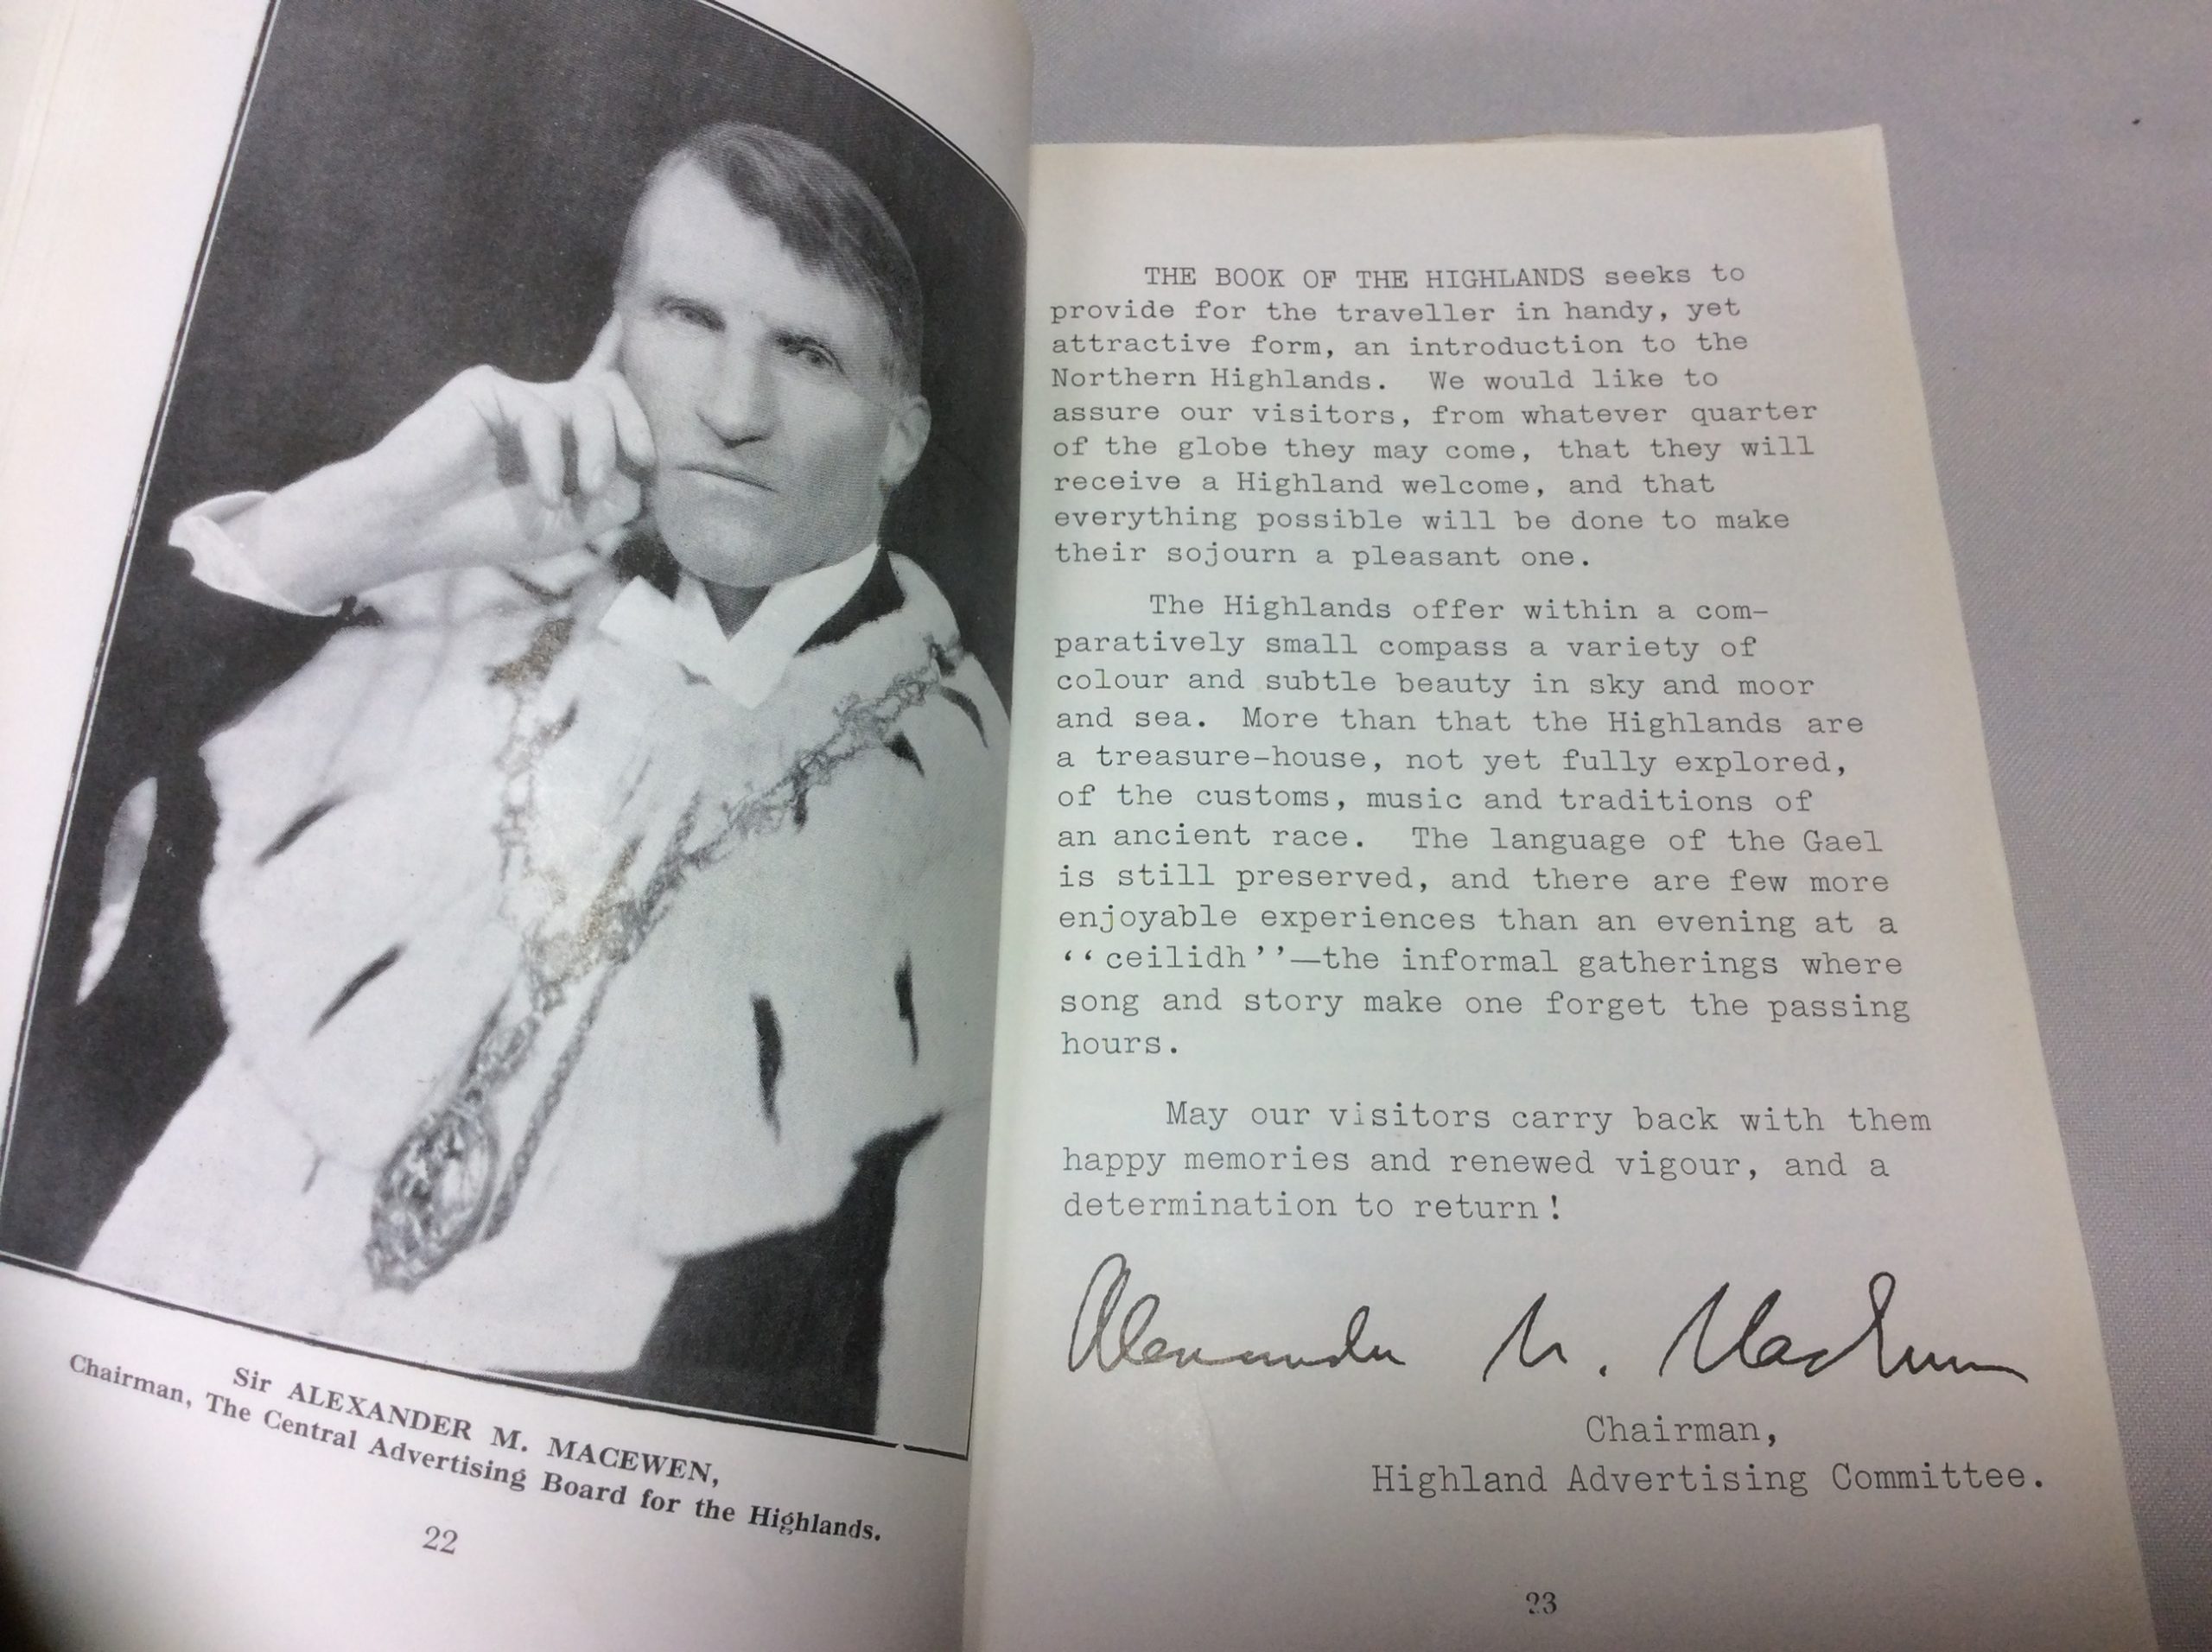 Sir ALEXANDER M. MACEWEN,
Chairman, The Central Advertising Board for the Highlands.
22
THE BOOK OF THE HIGHLANDS seeks to
provide for the traveller in handy, yet
attractive form, an introduction to the
Northern Highlands. We would like to
assure our visitors, from whatever quarter
of the globe they may come, that they will
receive a Highland welcome, and that
everything possible will be done to make
their sojourn a pleasant one.
The Highlands offer within a com-
paratively small compass a variety of
colour and subtle beauty in sky and moor
and sea. More than that the Highlands are
a treasure-house, not yet fully explored,
of the customs, music and traditions of
an ancient race. The language of the Gael
is still preserved, and there are few more
enjoyable experiences than an evening at a
‘‘ceilidh’’—the informal gatherings where
song and story make one forget the passing
hours.
May our visitors carry back with them
happy memories and renewed vigour, and a
determination to return!
Alexander M. MacEwen
Chairman,
Highland Advertising Committee.
23